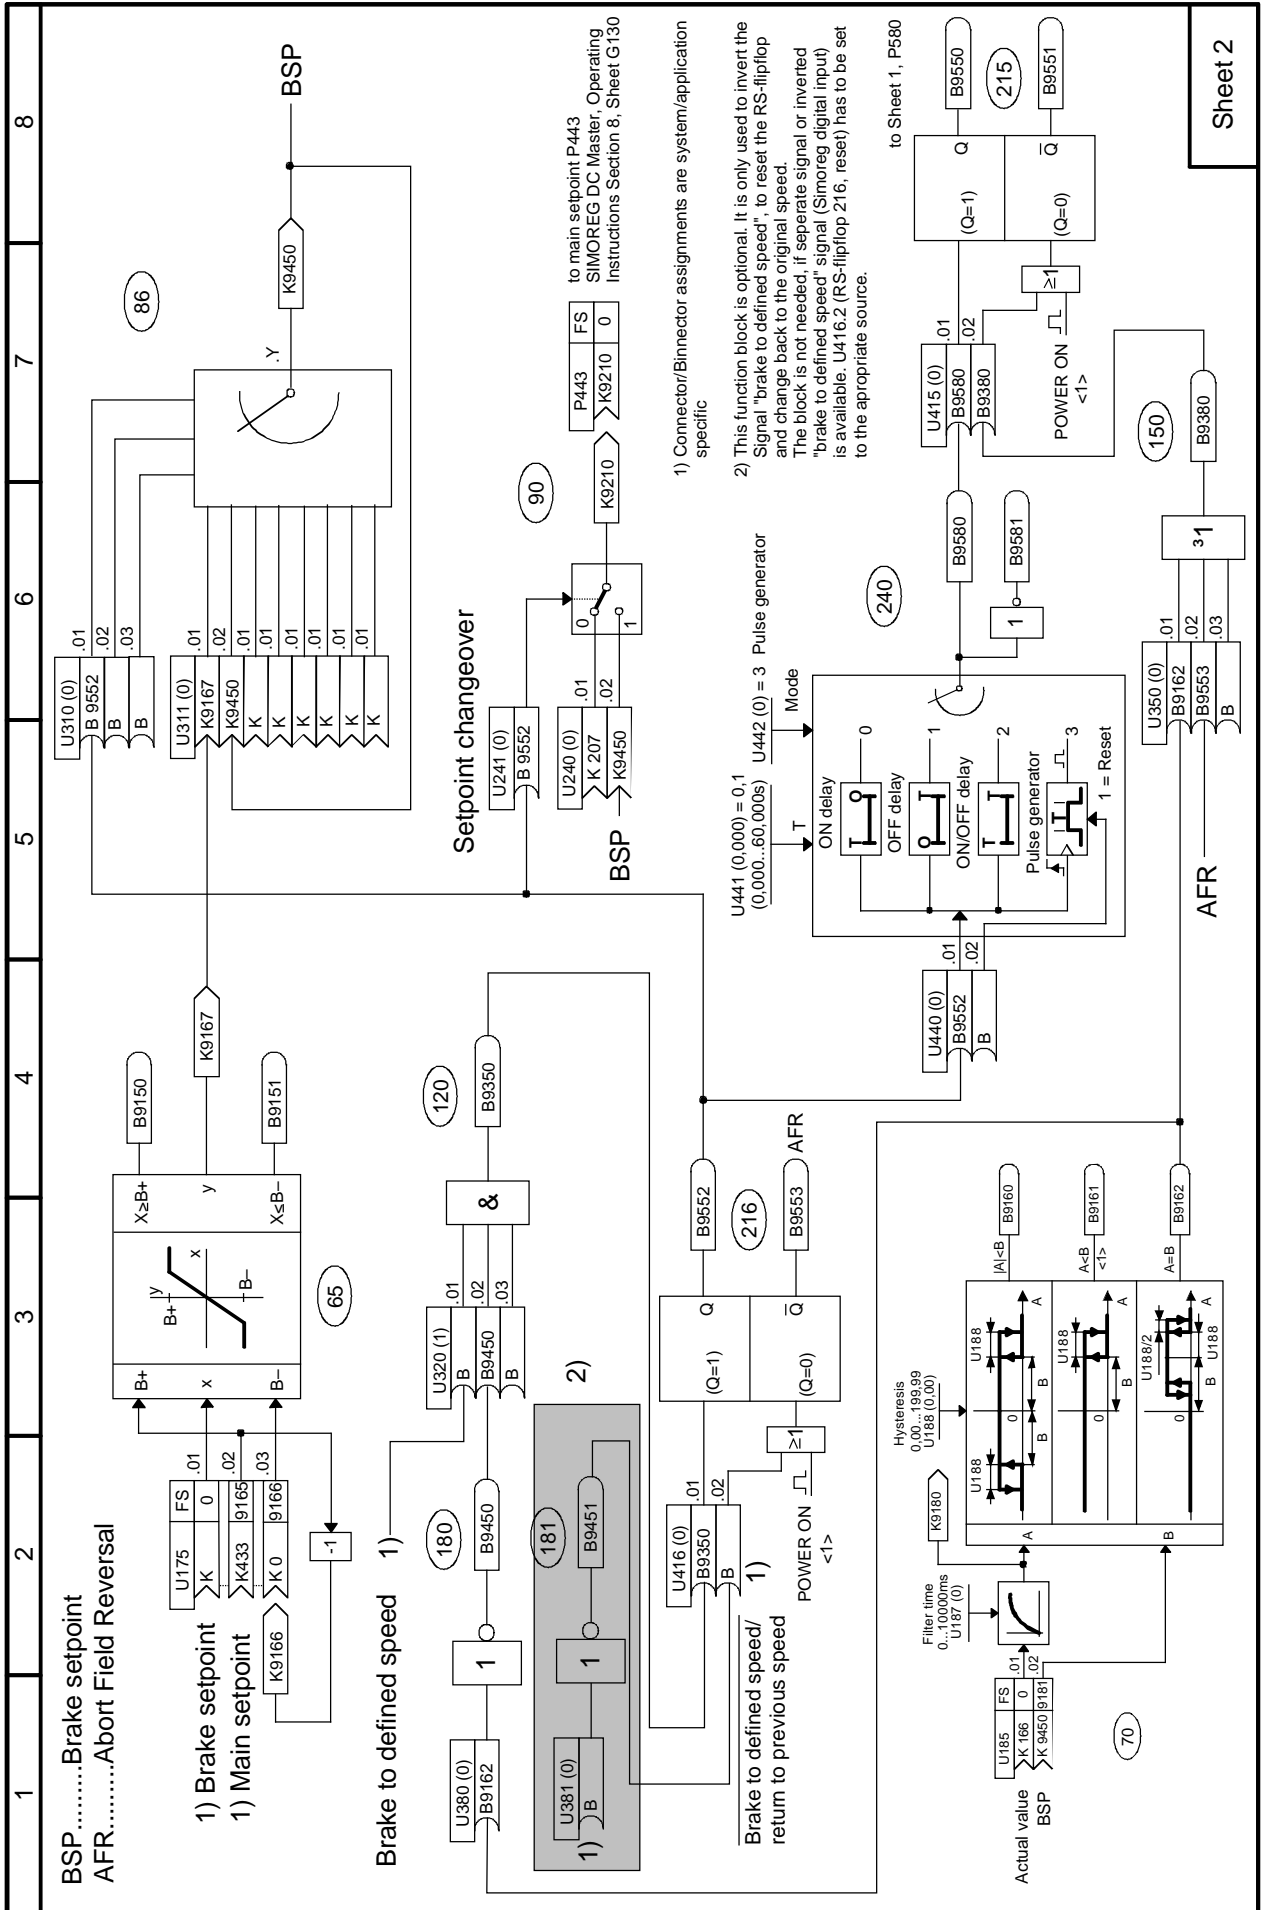 1 2 3 4 5 6 7 8
BSP.........Brake setpoint
AFR.........Abort Field Reversal
1) Brake setpoint
1) Main setpoint
U175 FS
K 0 .01
K433 9165 .02
K 0 9166 .03
K9166
-1
B+
x
B–
y
B+
x
B–
X≥B+
y
X≤B–
65
B9150
K9167
B9151
U310 (0)
B 9552 .01
B .02
B .03
U311 (0)
K9167 .01
K9450 .02
K .01
K .01
K .01
K .01
K .01
K .01
86
.Y
K9450
BSP
Brake to defined speed 1)
U380 (0)
B9162
1
180
B9450
U320 (1)
B .01
B9450 .02
B .03
&
120
B9350
Setpoint changeover
U241 (0)
B 9552
U240 (0)
K 207 .01
K9450 .02
BSP
0
1
90
K9210
P443 FS
K9210 0
to main setpoint P443
SIMOREG DC Master, Operating
Instructions Section 8, Sheet G130
1)
U381 (0)
B
1
181
B9451
2)
1) Connector/Binnector assignments are system/application
specific
2) This function block is optional. It is only used to invert the
Signal "brake to defined speed", to reset the RS-flipflop
and change back to the original speed.
The block is not needed, if seperate signal or inverted
"brake to defined speed" signal (Simoreg digital input)
is available. U416.2 (RS-flipflop 216, reset) has to be set
to the apropriate source.
Brake to defined speed/
return to previous speed
1)
U416 (0)
B9350 .01
B .02
POWER ON
<1>
≥1
(Q=1) Q
(Q=0) Q
216
B9552
B9553 AFR
U441 (0,000) = 0,1
(0,000...60,000s)
T
U442 (0) = 3 Pulse generator
Mode
U440 (0)
B9552 .01
B .02
ON delay
T O
0
OFF delay
O T
1
ON/OFF delay
T T
2
Pulse generator
T
3
1 = Reset
240
1
B9580
B9581
U415 (0)
B9580 .01
B9380 .02
POWER ON
<1>
≥1
(Q=1) Q
(Q=0) Q
to Sheet 1, P580
B9550
215
B9551
Actual value
BSP
U185 FS
K 166 0 .01
K 9450 9181 .02
70
Filter time
0...10000ms
U187 (0)
K9180
Hysteresis
0,00...199,99
U188 (0,00)
A
B
U188 U188
B 0 B A
U188
0 B A
U188/2
0 B U188 A
|A|<B
B9160
A<B
<1>
B9161
A=B
B9162
AFR
U350 (0)
B9162 .01
B9553 .02
B .03
³1
150
B9380
Sheet 2